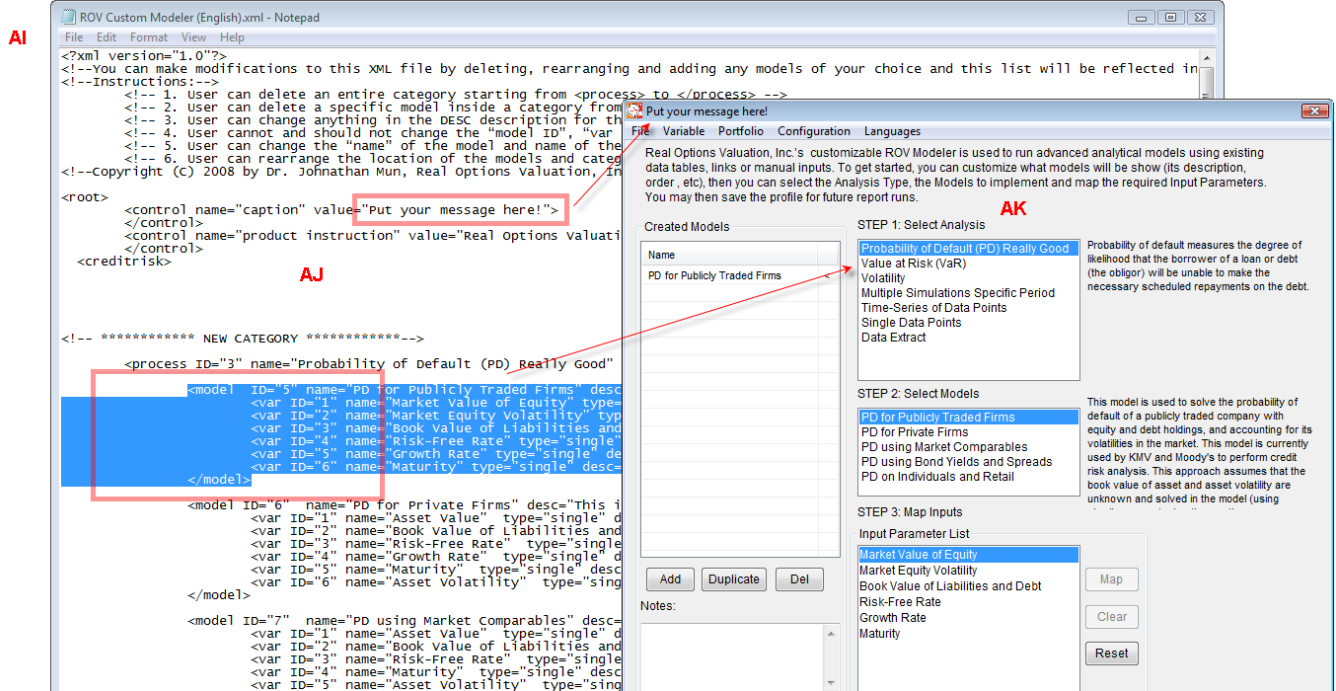 ROV Custom Modeler (English).xml - Notepad
AI
File Edit Format View Help
<?xml version="1.0"?>
<!--You can make modifications to this XML file by deleting, rearranging and adding any models of your choice and this list will be reflected in
<!--Instructions:-->
<!-- 1. User can delete an entire category starting from <process> to </process> -->
<!-- 2. User can delete a specific model inside a category from
<!-- 3. User can change anything in the DESC description for th
<!-- 4. User cannot and should not change the "model ID", "var
<!-- 5. User can change the "name" of the model and name of the
<!-- 6. User can rearrange the location of the models and categ
<!--Copyright (C) 2008 by Dr. Johnathan Mun, Real Options Valuation, In
<root>
<control name="caption" value="Put your message here!">
</control>
<control name="product instruction" value="Real Options Valuati
</control>
<creditrisk>
AJ
<!-- ************ NEW CATEGORY ************-->
<process ID="3" name="Probability of Default (PD) Really Good"
<model ID="5" name="PD for Publicly Traded Firms" desc
<var ID="1" name="Market Value of Equity" type=
<var ID="2" name="Market Equity Volatility" typ
<var ID="3" name="Book Value of Liabilities and
<var ID="4" name="Risk-Free Rate" type="single"
<var ID="5" name="Growth Rate" type="single" de
<var ID="6" name="Maturity" type="single" desc=
</model>
<model ID="6" name="PD for Private Firms" desc="This i
<var ID="1" name="Asset Value" type="single" d
<var ID="2" name="Book Value of Liabilities and
<var ID="3" name="Risk-Free Rate" type="single
<var ID="4" name="Growth Rate" type="single" d
<var ID="5" name="Maturity" type="single" desc
<var ID="6" name="Asset Volatility" type="sing
</model>
<model ID="7" name="PD using Market Comparables" desc=
<var ID="1" name="Asset Value" type="single" d
<var ID="2" name="Book Value of Liabilities and
<var ID="3" name="Risk-Free Rate" type="single
<var ID="4" name="Maturity" type="single" desc
<var ID="5" name="Asset Volatility" type="sing
Put your message here!
File Variable Portfolio Configuration Languages
Real Options Valuation, Inc.'s customizable ROV Modeler is used to run advanced analytical models using existing
data tables, links or manual inputs. To get started, you can customize what models will be show (its description,
order , etc), then you can select the Analysis Type, the Models to implement and map the required Input Parameters.
You may then save the profile for future report runs.
AK
Created Models
Name
PD for Publicly Traded Firms <
Add Duplicate Del
Notes:
STEP 1: Select Analysis
Probability of Default (PD) Really Good
Value at Risk (VaR)
Volatility
Multiple Simulations Specific Period
Time-Series of Data Points
Single Data Points
Data Extract
Probability of default measures the degree of
likelihood that the borrower of a loan or debt
(the obligor) will be unable to make the
necessary scheduled repayments on the debt.
STEP 2: Select Models
PD for Publicly Traded Firms
PD for Private Firms
PD using Market Comparables
PD using Bond Yields and Spreads
PD on Individuals and Retail
This model is used to solve the probability of
default of a publicly traded company with
equity and debt holdings, and accounting for its
volatilities in the market. This model is currently
used by KMV and Moody's to perform credit
risk analysis. This approach assumes that the
book value of asset and asset volatility are
unknown and solved in the model (using
STEP 3: Map Inputs
Input Parameter List
Market Value of Equity
Market Equity Volatility
Book Value of Liabilities and Debt
Risk-Free Rate
Growth Rate
Maturity
Map
Clear
Reset